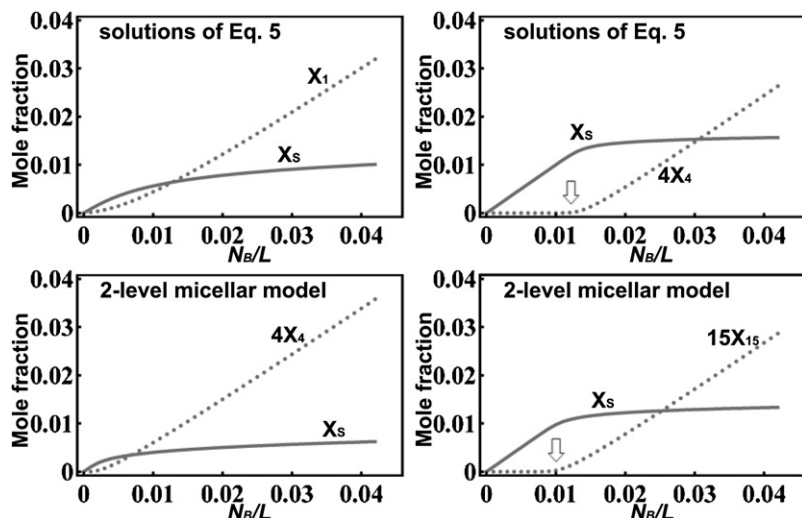 solutions of Eq. 5
Mole fraction
0.04
0.03
0.02
0.01
0
X1
XS
0 0.01 0.02 0.03 0.04
NB/L
solutions of Eq. 5
Mole fraction
0.04
0.03
0.02
0.01
0
XS
4X4
0 0.01 0.02 0.03 0.04
NB/L
2-level micellar model
Mole fraction
0.04
0.03
0.02
0.01
0
4X4
XS
0 0.01 0.02 0.03 0.04
NB/L
2-level micellar model
Mole fraction
0.04
0.03
0.02
0.01
0
15X15
XS
0 0.01 0.02 0.03 0.04
NB/L